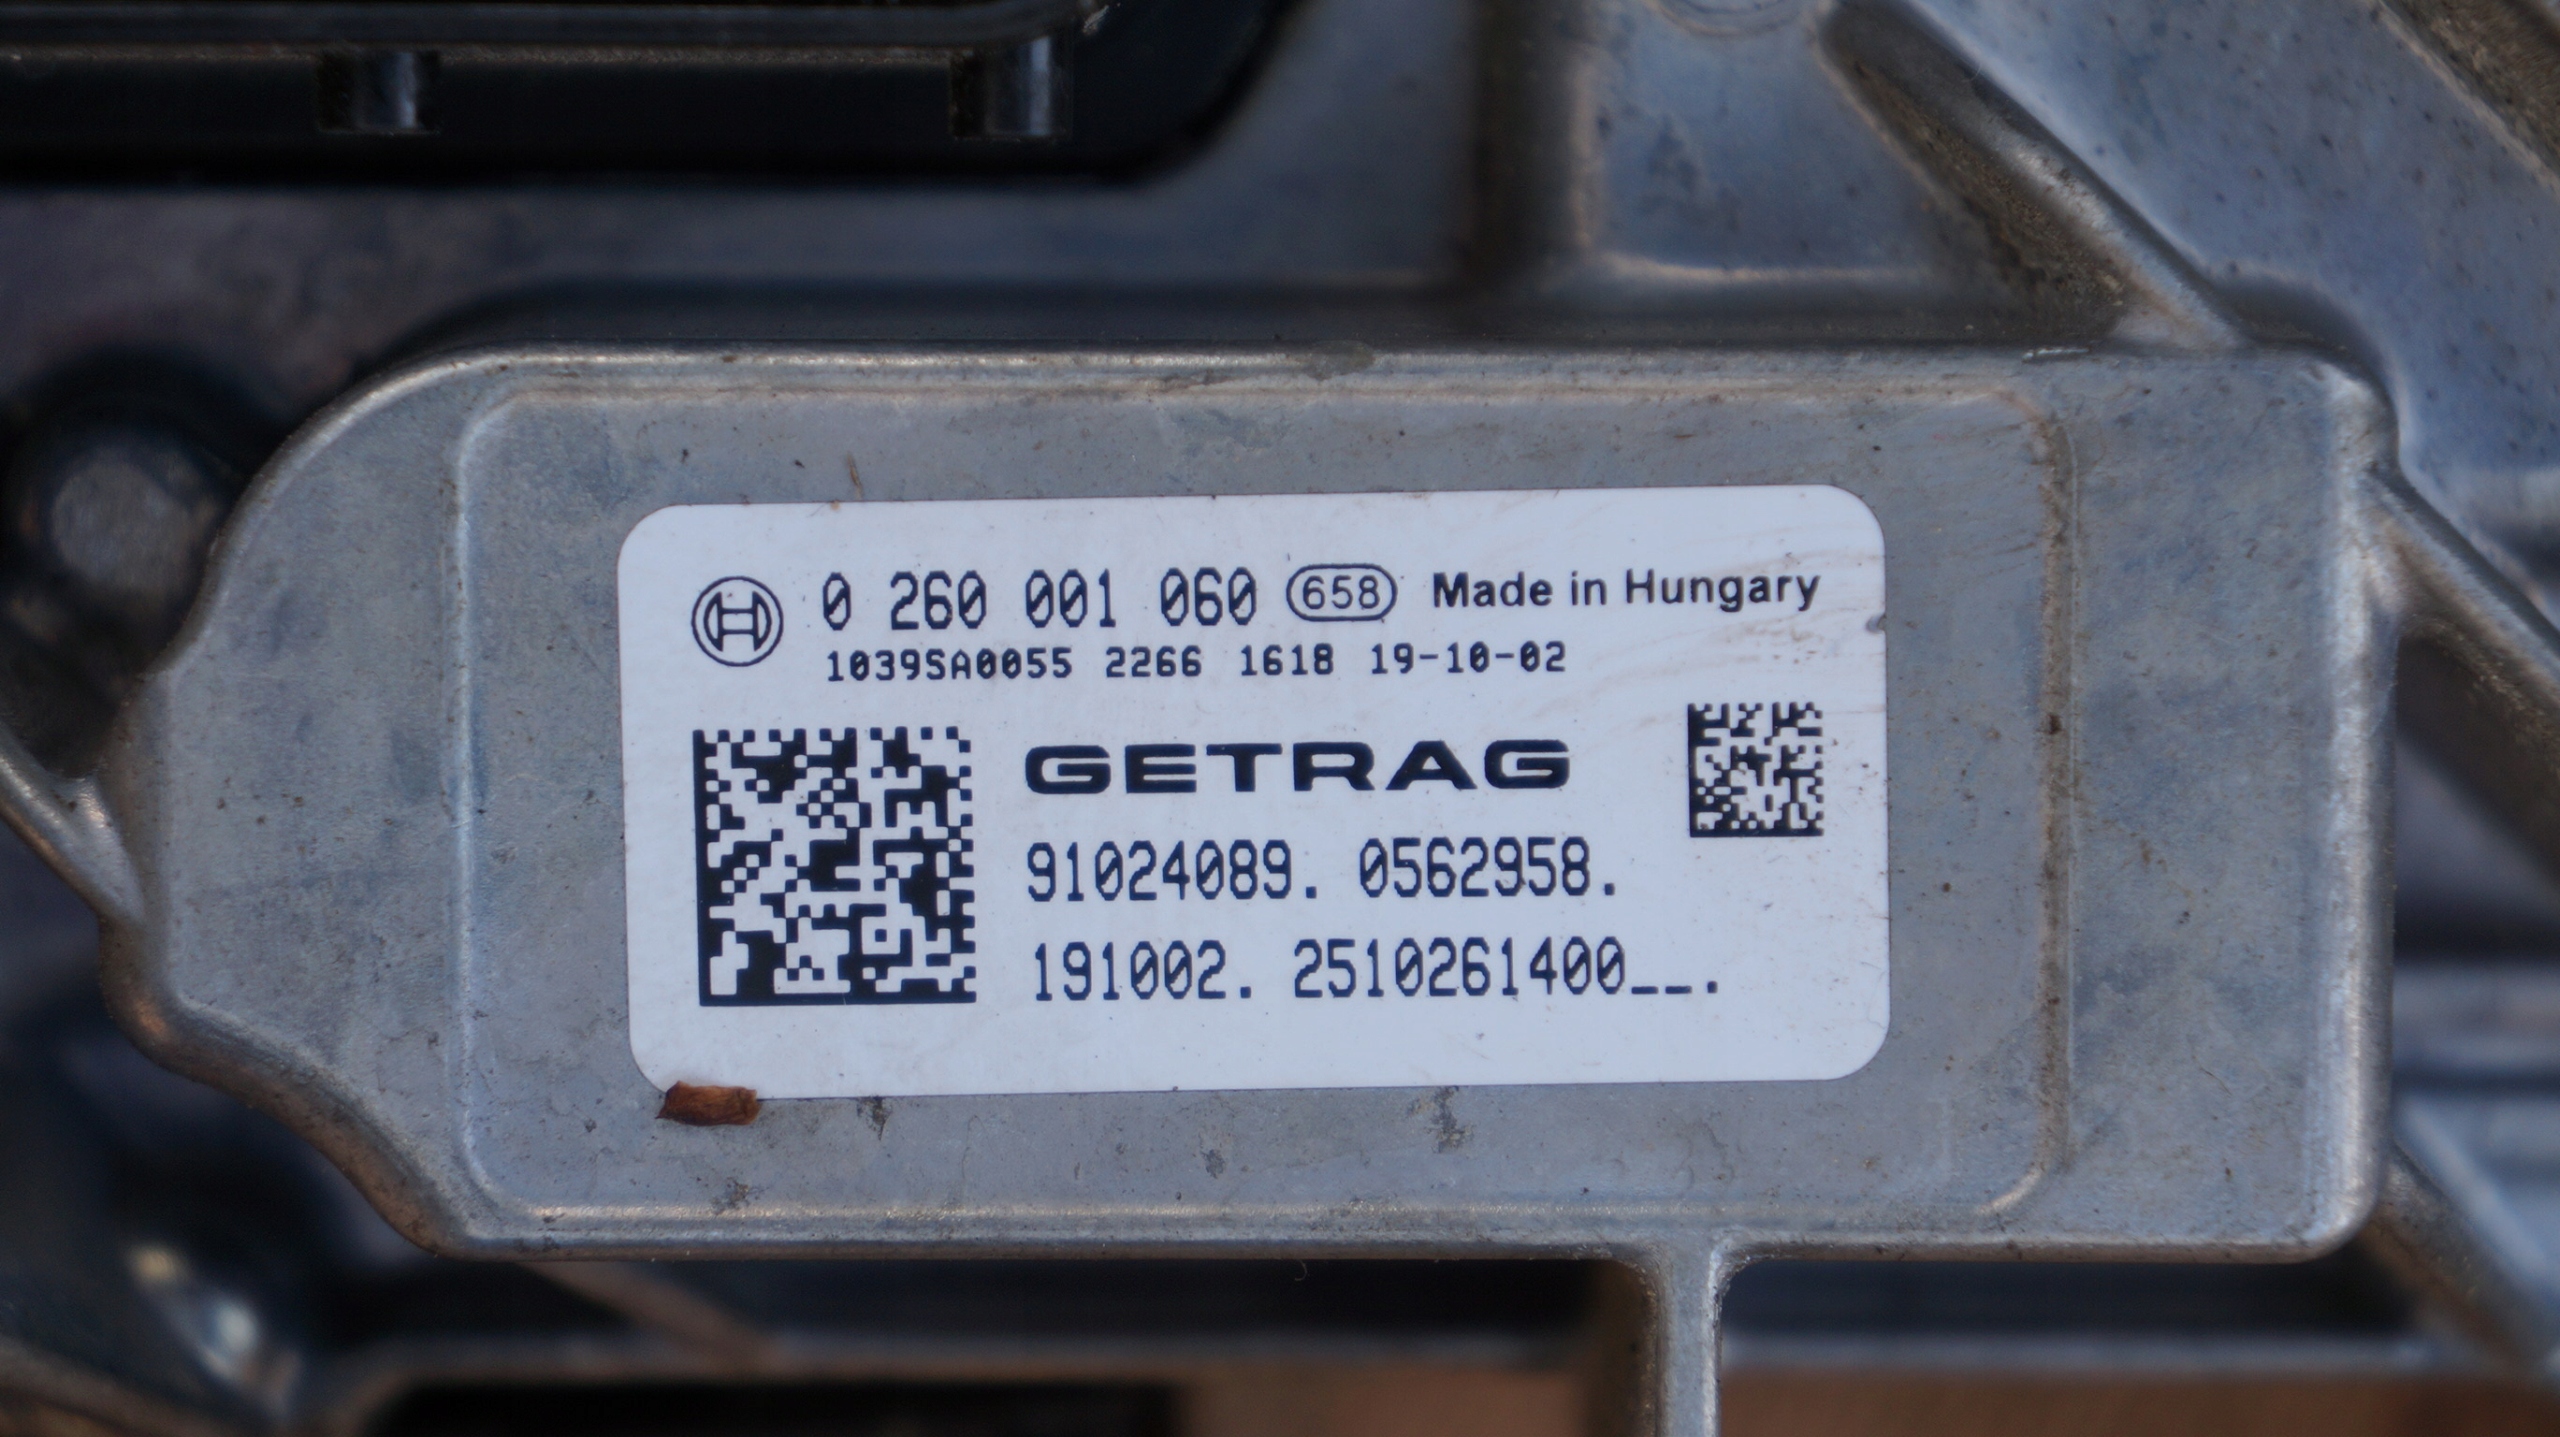 0 260 001 060 658 Made in Hungary
1039SA0055 2266 1618 19-10-02
GETRAG
91024089. 0562958.
191002. 2510261400__.